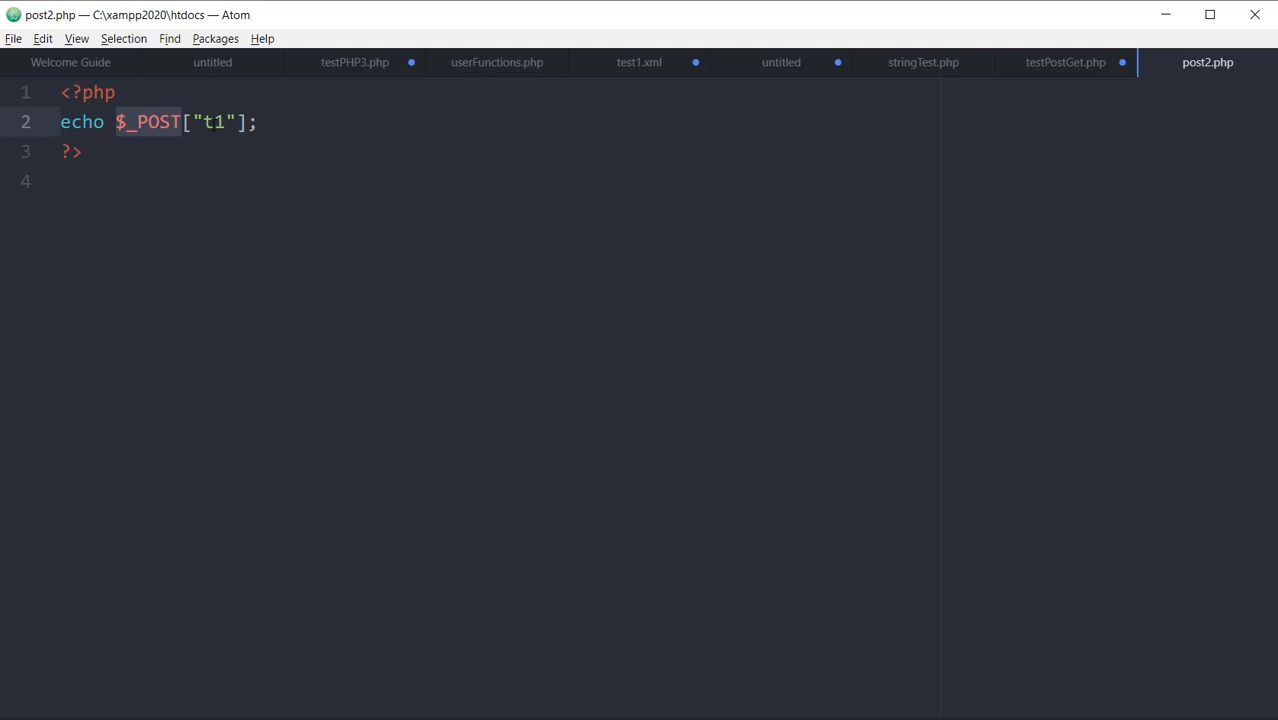 post2.php — C:\xampp2020\htdocs — Atom
File Edit View Selection Find Packages Help
Welcome Guide untitled testPHP3.php userFunctions.php test1.xml untitled stringTest.php testPostGet.php post2.php
1 <?php
2 echo $_POST["t1"];
3 ?>
4